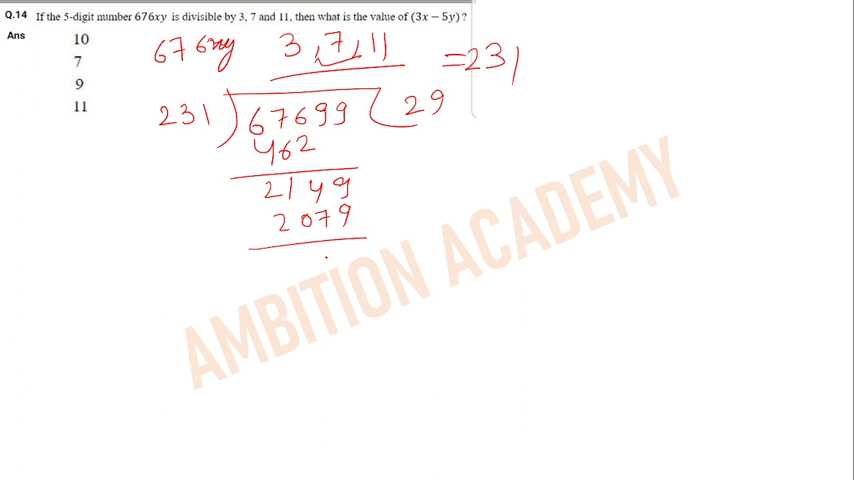 Q.14 If the 5-digit number 676xy is divisible by 3, 7 and 11, then what is the value of (3x − 5y) ?
Ans 10
7
9
11
676xy 3, 7, 11 = 231
231 ) 67699 ( 29
462
2149
2079
AMBITION ACADEMY